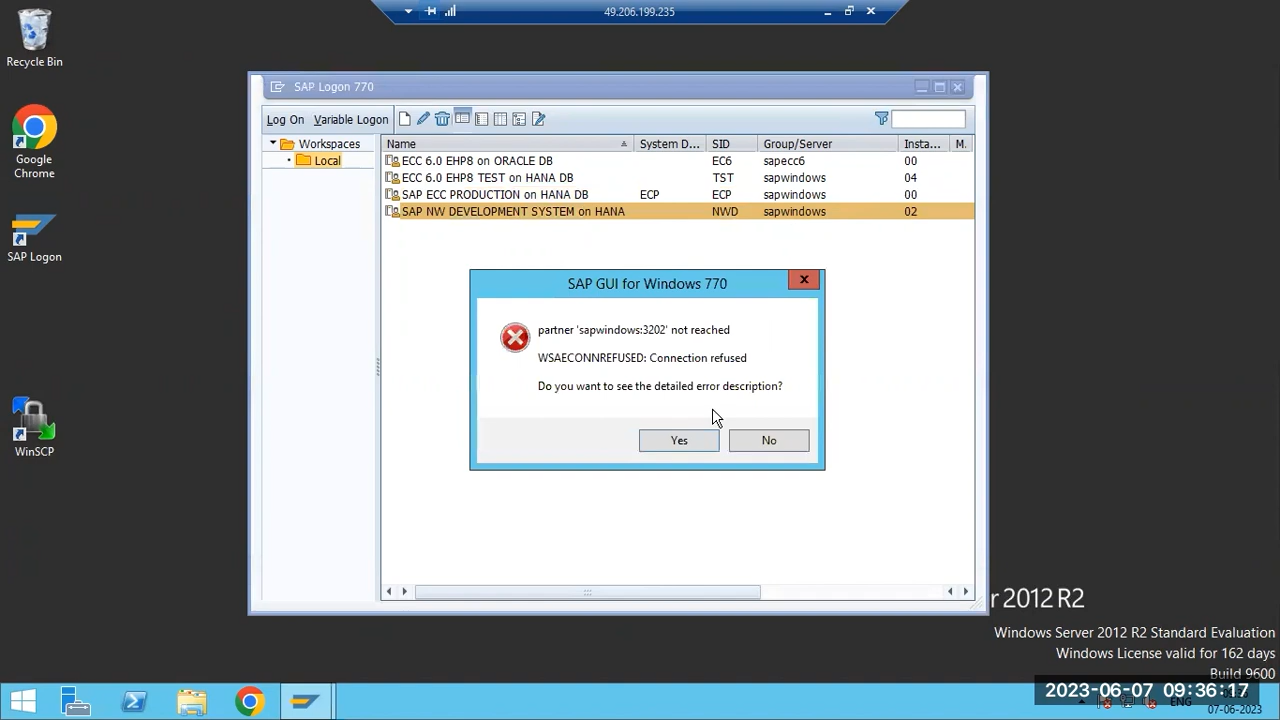 49.206.199.235
Recycle Bin
Google
Chrome
SAP Logon
WinSCP
SAP Logon 770
Log On Variable Logon
Workspaces
Local
Name System D... SID Group/Server Insta... M.
ECC 6.0 EHP8 on ORACLE DB EC6 sapecc6 00
ECC 6.0 EHP8 TEST on HANA DB TST sapwindows 04
SAP ECC PRODUCTION on HANA DB ECP ECP sapwindows 00
SAP NW DEVELOPMENT SYSTEM on HANA NWD sapwindows 02
SAP GUI for Windows 770
partner 'sapwindows:3202' not reached
WSAECONNREFUSED: Connection refused
Do you want to see the detailed error description?
Yes No
r 2012 R2
Windows Server 2012 R2 Standard Evaluation
Windows License valid for 162 days
Build 9600
2023-06-07 09:36:17
ENG
07-06-2023